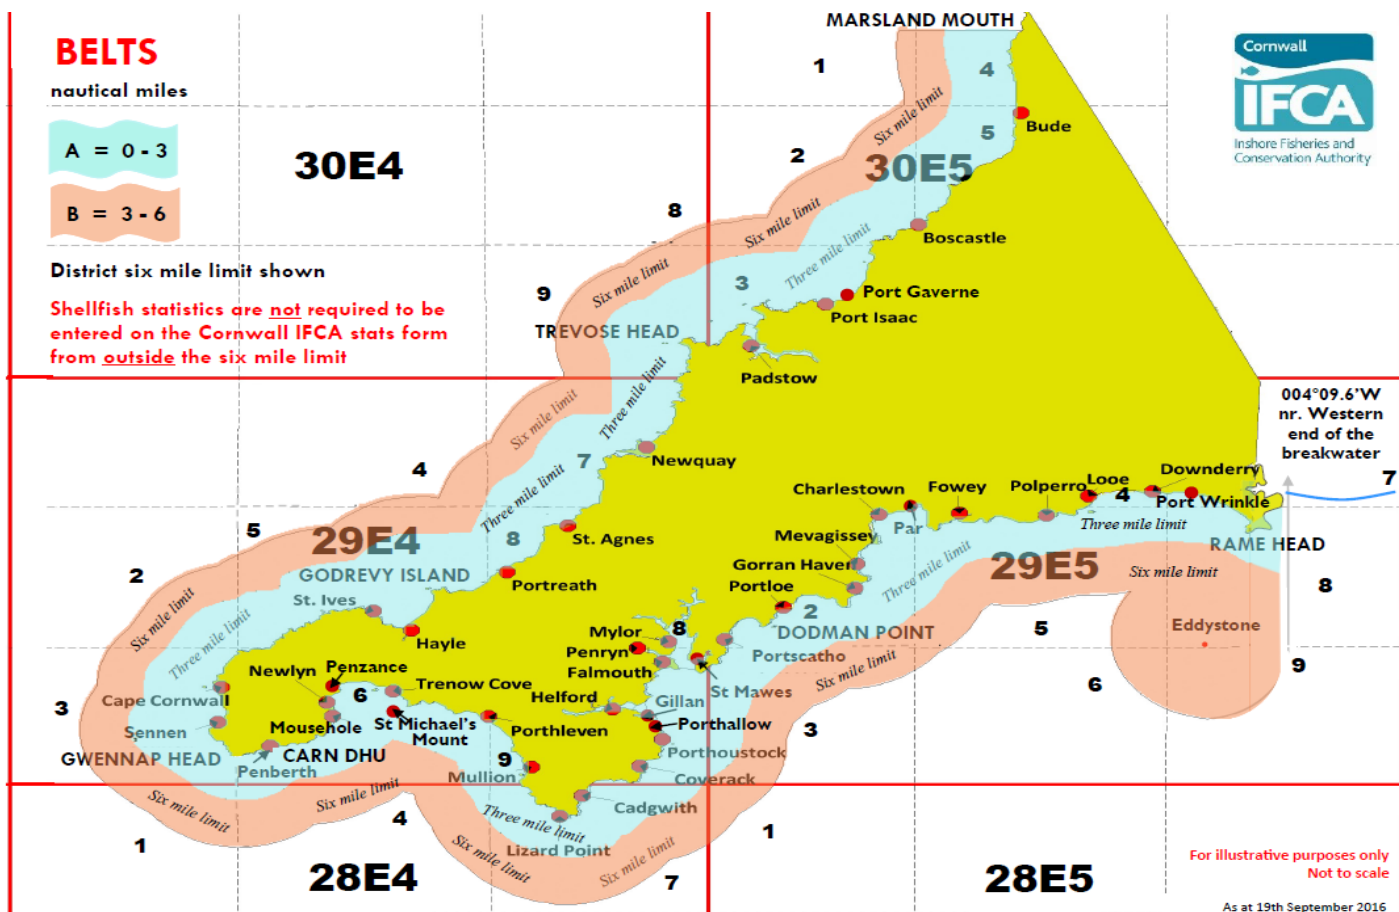 MARSLAND MOUTH
BELTS
nautical miles
A = 0 - 3
B = 3 - 6
District six mile limit shown
Shellfish statistics are not required to be
entered on the Cornwall IFCA stats form
from outside the six mile limit
Cornwall
IFCA
Inshore Fisheries and
Conservation Authority
30E4
30E5
1
4
Six mile limit
5
Bude
2
8
Six mile limit
Three mile limit
Boscastle
Six mile limit
3
9
Port Gaverne
Port Isaac
TREVOSE HEAD
Padstow
Three mile limit
Six mile limit
004°09.6'W
nr. Western
end of the
breakwater
7
Newquay
7
4
Three mile limit
5
29E4
8
St. Agnes
2
GODREVY ISLAND
Portreath
St. Ives
Six mile limit
Three mile limit
Hayle
Charlestown
Par
Fowey
Polperro
Looe
4
Downderry
Port Wrinkle
Three mile limit
RAME HEAD
Mevagissey
Gorran Haven
Portloe
2
Three mile limit
29E5
Six mile limit
8
DODMAN POINT
5
Eddystone
Mylor
8
Penryn
Falmouth
Portscatho
St Mawes
Six mile limit
6
9
Newlyn
Penzance
6
Trenow Cove
Helford
Gillan
Cape Cornwall
Mousehole
St Michael's
Mount
Porthleven
Porthallow
3
3
Sennen
Porthoustock
GWENNAP HEAD
CARN DHU
Penberth
9
Mullion
Coverack
Six mile limit
Six mile limit
Three mile limit
Cadgwith
1
4
Lizard Point
1
Six mile limit
Six mile limit
7
28E4
28E5
For illustrative purposes only
Not to scale
As at 19th September 2016